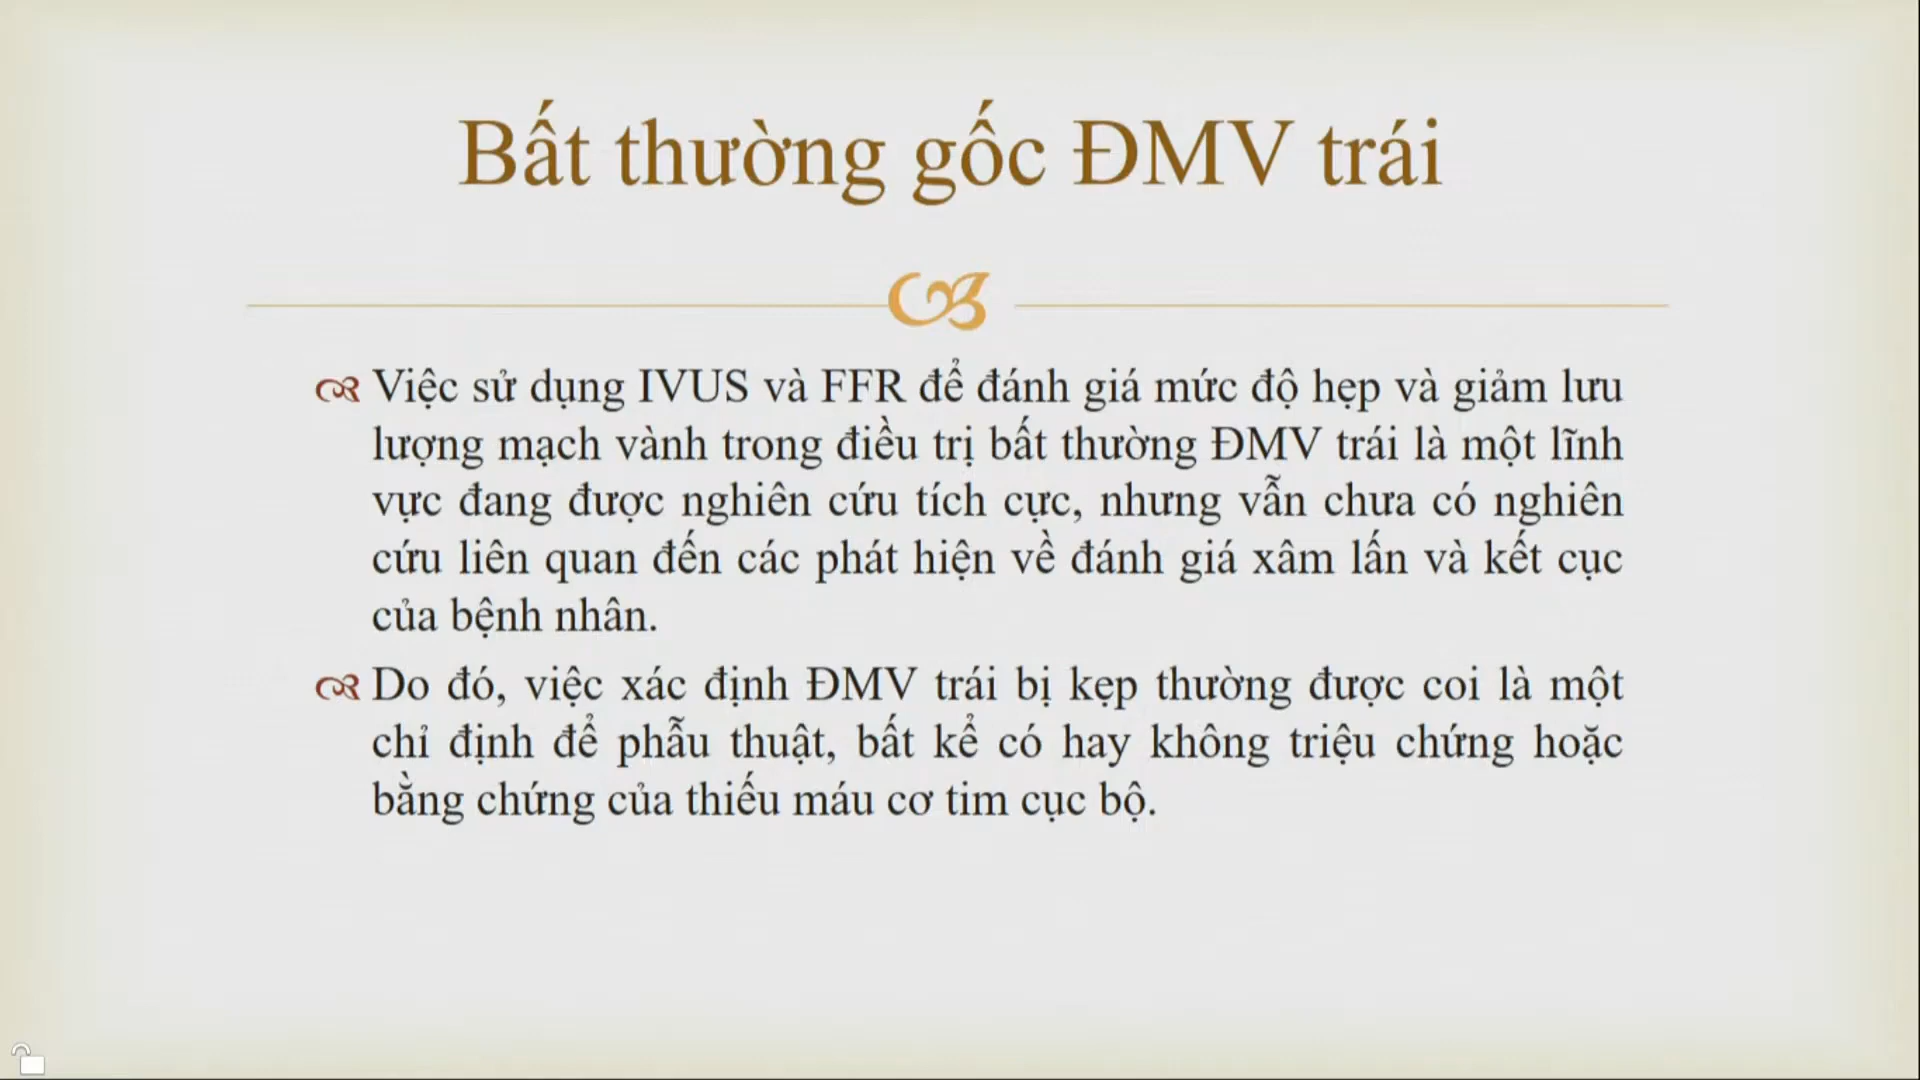 Bất thường gốc ĐMV trái
Việc sử dụng IVUS và FFR để đánh giá mức độ hẹp và giảm lưu
lượng mạch vành trong điều trị bất thường ĐMV trái là một lĩnh
vực đang được nghiên cứu tích cực, nhưng vẫn chưa có nghiên
cứu liên quan đến các phát hiện về đánh giá xâm lấn và kết cục
của bệnh nhân.
Do đó, việc xác định ĐMV trái bị kẹp thường được coi là một
chỉ định để phẫu thuật, bất kể có hay không triệu chứng hoặc
bằng chứng của thiếu máu cơ tim cục bộ.